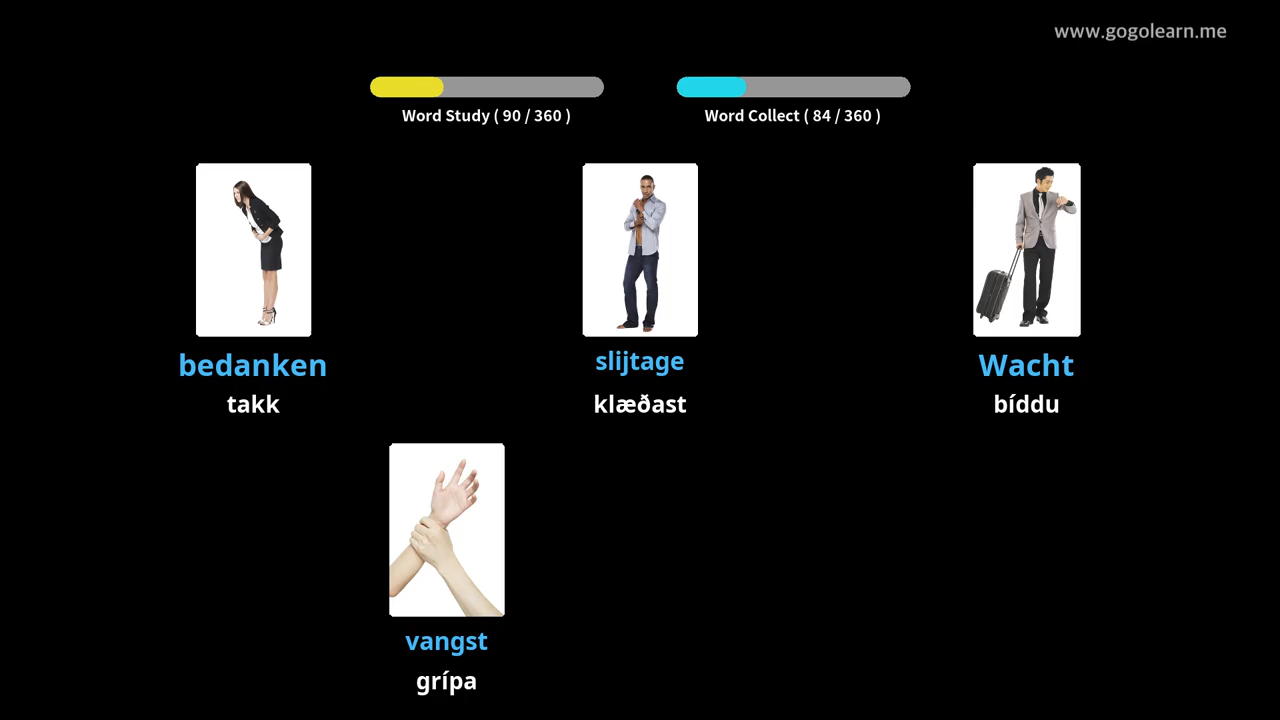 www.gogolearn.me
Word Study ( 90 / 360 )
Word Collect ( 84 / 360 )
bedanken
takk
slijtage
klæðast
Wacht
bíddu
vangst
grípa